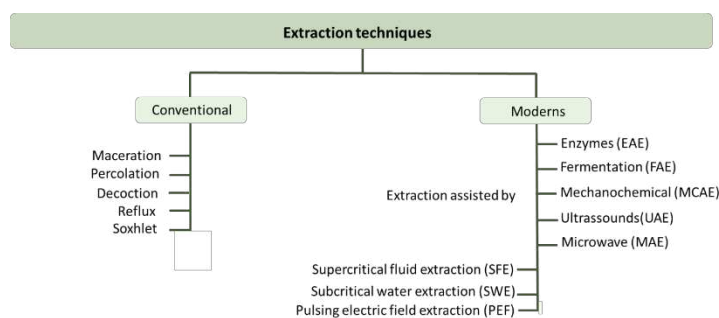 Extraction techniques
Conventional
Maceration
Percolation
Decoction
Reflux
Soxhlet
Moderns
Extraction assisted by
Enzymes (EAE)
Fermentation (FAE)
Mechanochemical (MCAE)
Ultrassounds(UAE)
Microwave (MAE)
Supercritical fluid extraction (SFE)
Subcritical water extraction (SWE)
Pulsing electric field extraction (PEF)